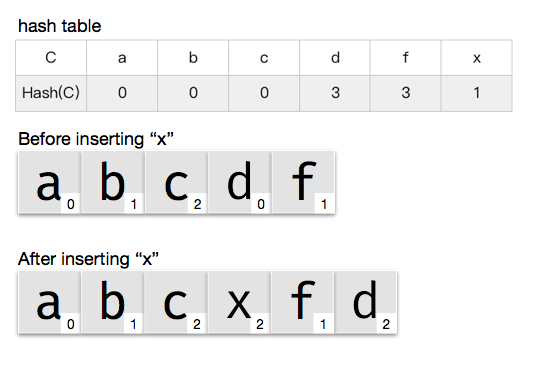 hash table
C a b c d f x
Hash(C) 0 0 0 3 3 1
Before inserting “x”
a 0 b 1 c 2 d 0 f 1
After inserting “x”
a 0 b 1 c 2 x 2 f 1 d 2